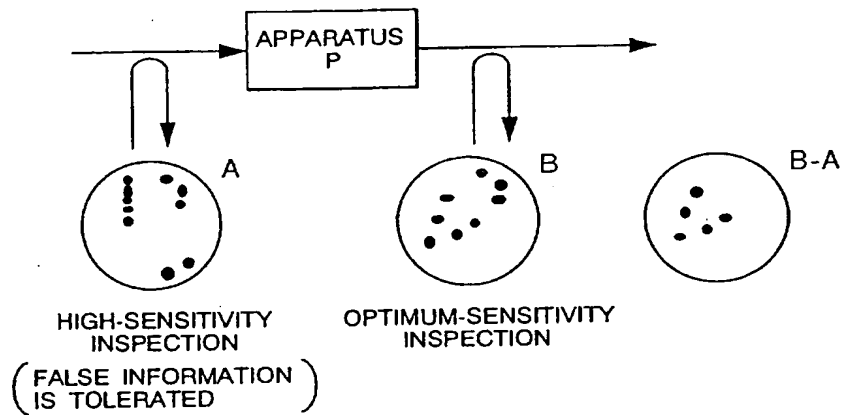 APPARATUS
P
A
B
B-A
HIGH-SENSITIVITY
INSPECTION
(FALSE INFORMATION
IS TOLERATED)
OPTIMUM-SENSITIVITY
INSPECTION